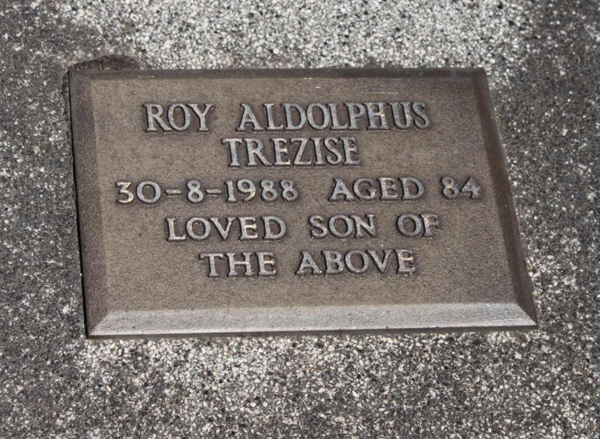 ROY ALDOLPHUS
TREZISE
30-8-1988 AGED 84
LOVED SON OF
THE ABOVE